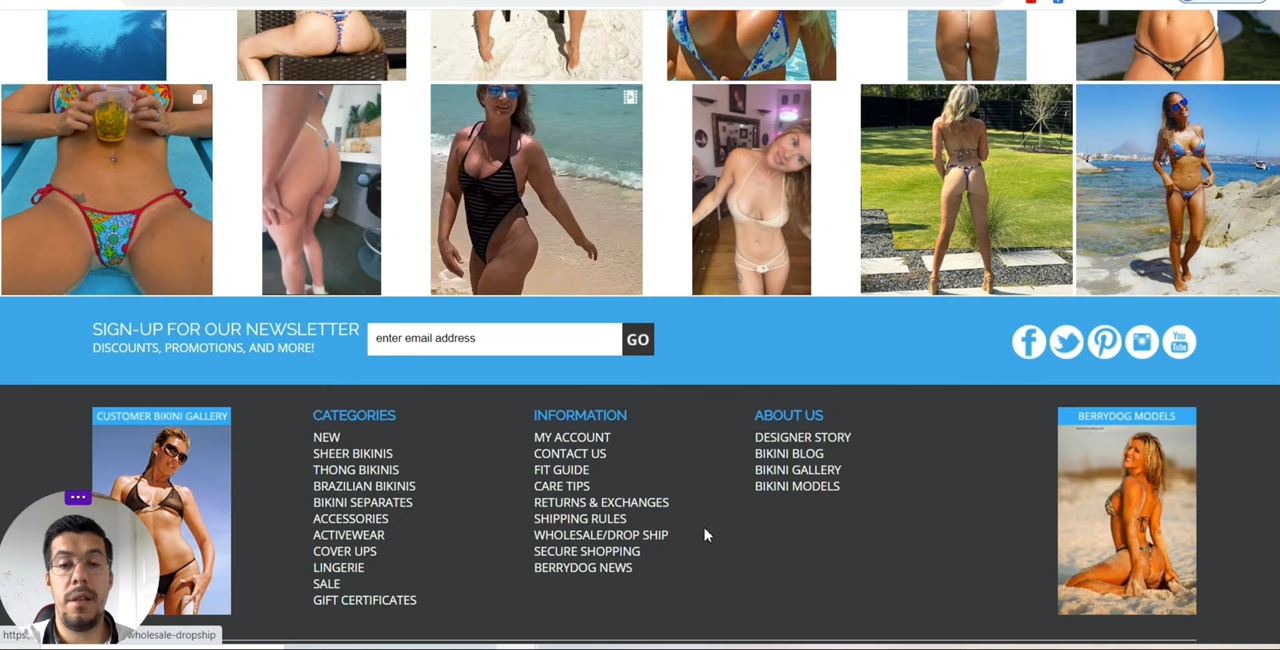 SIGN-UP FOR OUR NEWSLETTER
DISCOUNTS, PROMOTIONS, AND MORE!
enter email address
GO
You
Tube
CUSTOMER BIKINI GALLERY
CATEGORIES
NEW
SHEER BIKINIS
THONG BIKINIS
BRAZILIAN BIKINIS
BIKINI SEPARATES
ACCESSORIES
ACTIVEWEAR
COVER UPS
LINGERIE
SALE
GIFT CERTIFICATES
INFORMATION
MY ACCOUNT
CONTACT US
FIT GUIDE
CARE TIPS
RETURNS & EXCHANGES
SHIPPING RULES
WHOLESALE/DROP SHIP
SECURE SHOPPING
BERRYDOG NEWS
ABOUT US
DESIGNER STORY
BIKINI BLOG
BIKINI GALLERY
BIKINI MODELS
BERRYDOG MODELS
https:
wholesale-dropship